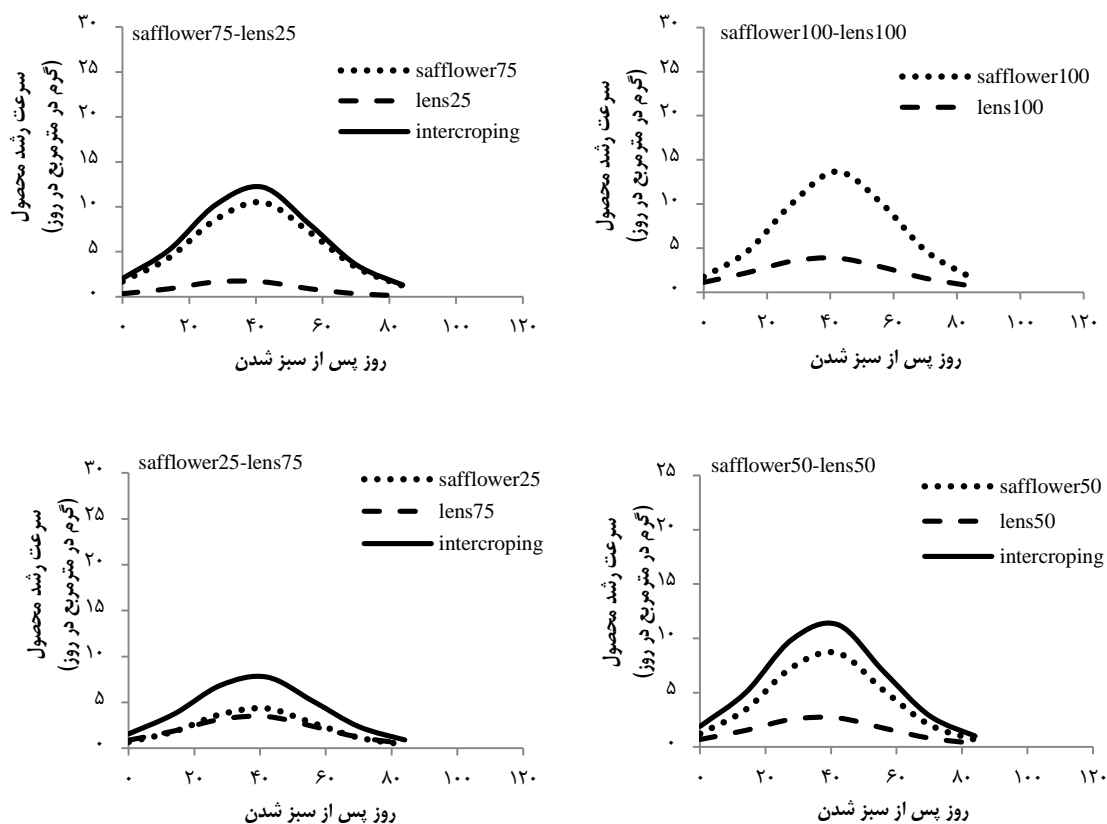 safflower75-lens25
سرعت رشد محصول
(گرم در مترمربع در روز)
۳۰
۲۵
۲۰
۱۵
۱۰
۵
۰
safflower75
lens25
intercroping
۰ ۲۰ ۴۰ ۶۰ ۸۰ ۱۰۰ ۱۲۰
روز پس از سبز شدن
safflower100-lens100
سرعت رشد محصول
(گرم در مترمربع در روز)
۳۰
۲۵
۲۰
۱۵
۱۰
۵
۰
safflower100
lens100
۰ ۲۰ ۴۰ ۶۰ ۸۰ ۱۰۰ ۱۲۰
روز پس از سبز شدن
safflower25-lens75
سرعت رشد محصول
(گرم در مترمربع در روز)
۳۰
۲۵
۲۰
۱۵
۱۰
۵
۰
safflower25
lens75
intercroping
۰ ۲۰ ۴۰ ۶۰ ۸۰ ۱۰۰ ۱۲۰
روز پس از سبز شدن
safflower50-lens50
سرعت رشد محصول
(گرم در مترمربع در روز)
۲۵
۲۰
۱۵
۱۰
۵
۰
safflower50
lens50
intercroping
۰ ۲۰ ۴۰ ۶۰ ۸۰ ۱۰۰ ۱۲۰
روز پس از سبز شدن